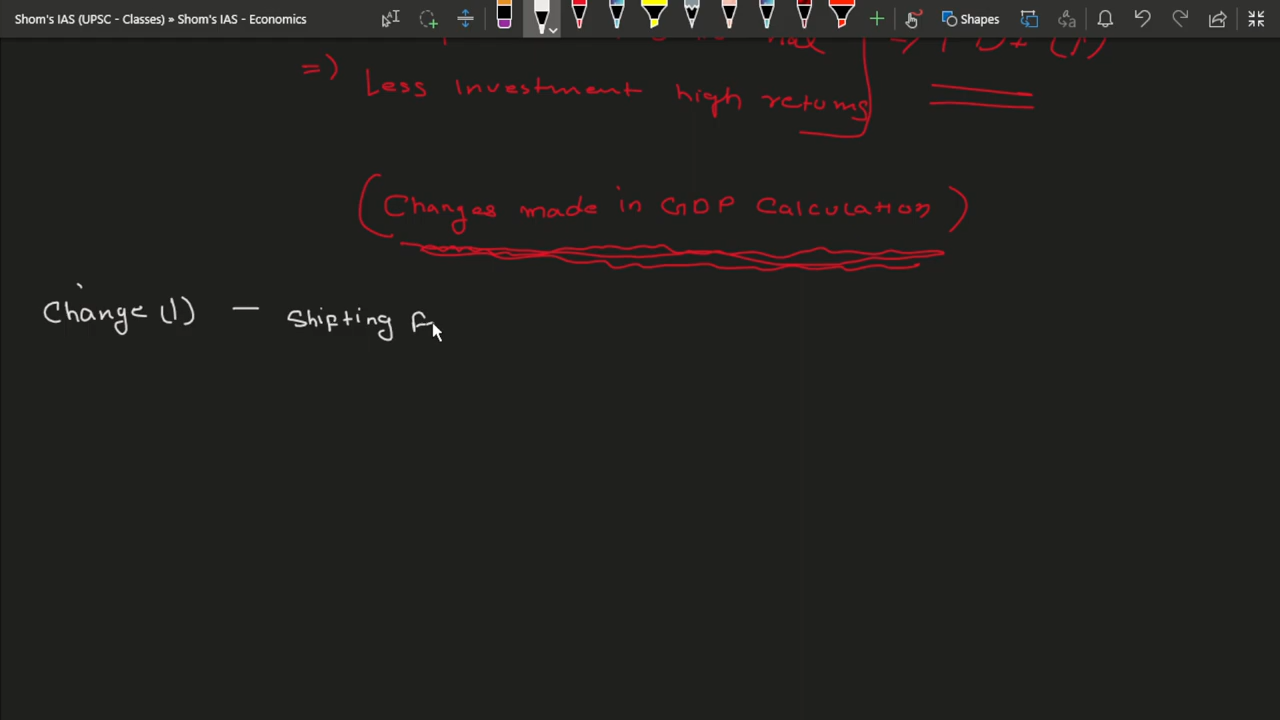 Shom's IAS (UPSC - Classes) » Shom's IAS - Economics
Shapes
=> Less investment high returns
(Changes made in GDP Calculation)
Change (1) — Shifting F